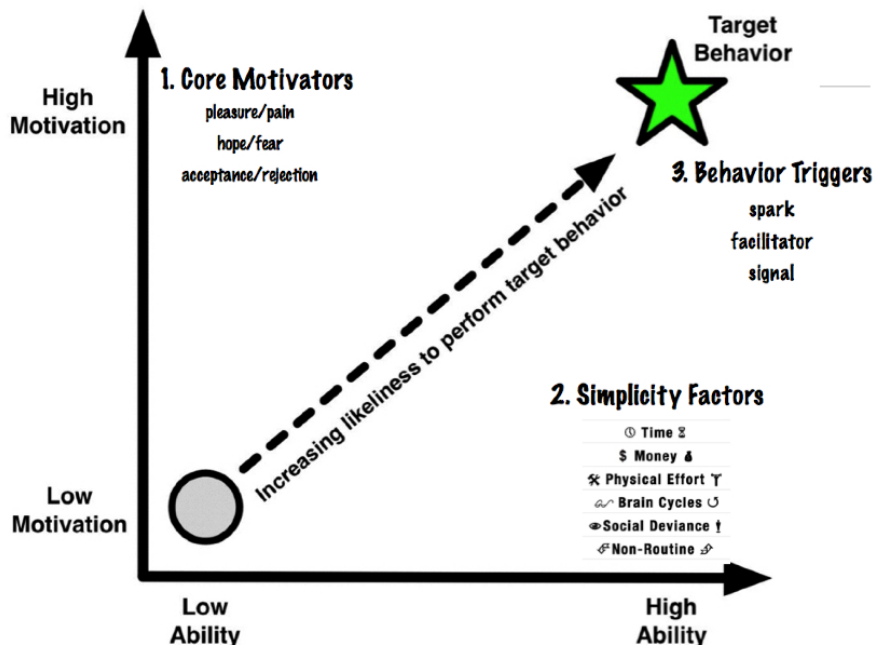 Target
Behavior
1. Core Motivators
pleasure/pain
hope/fear
acceptance/rejection
High
Motivation
3. Behavior Triggers
spark
facilitator
signal
Increasing likeliness to perform target behavior
2. Simplicity Factors
Time
$ Money
Physical Effort
Brain Cycles
Social Deviance
Non-Routine
Low
Motivation
Low
Ability
High
Ability